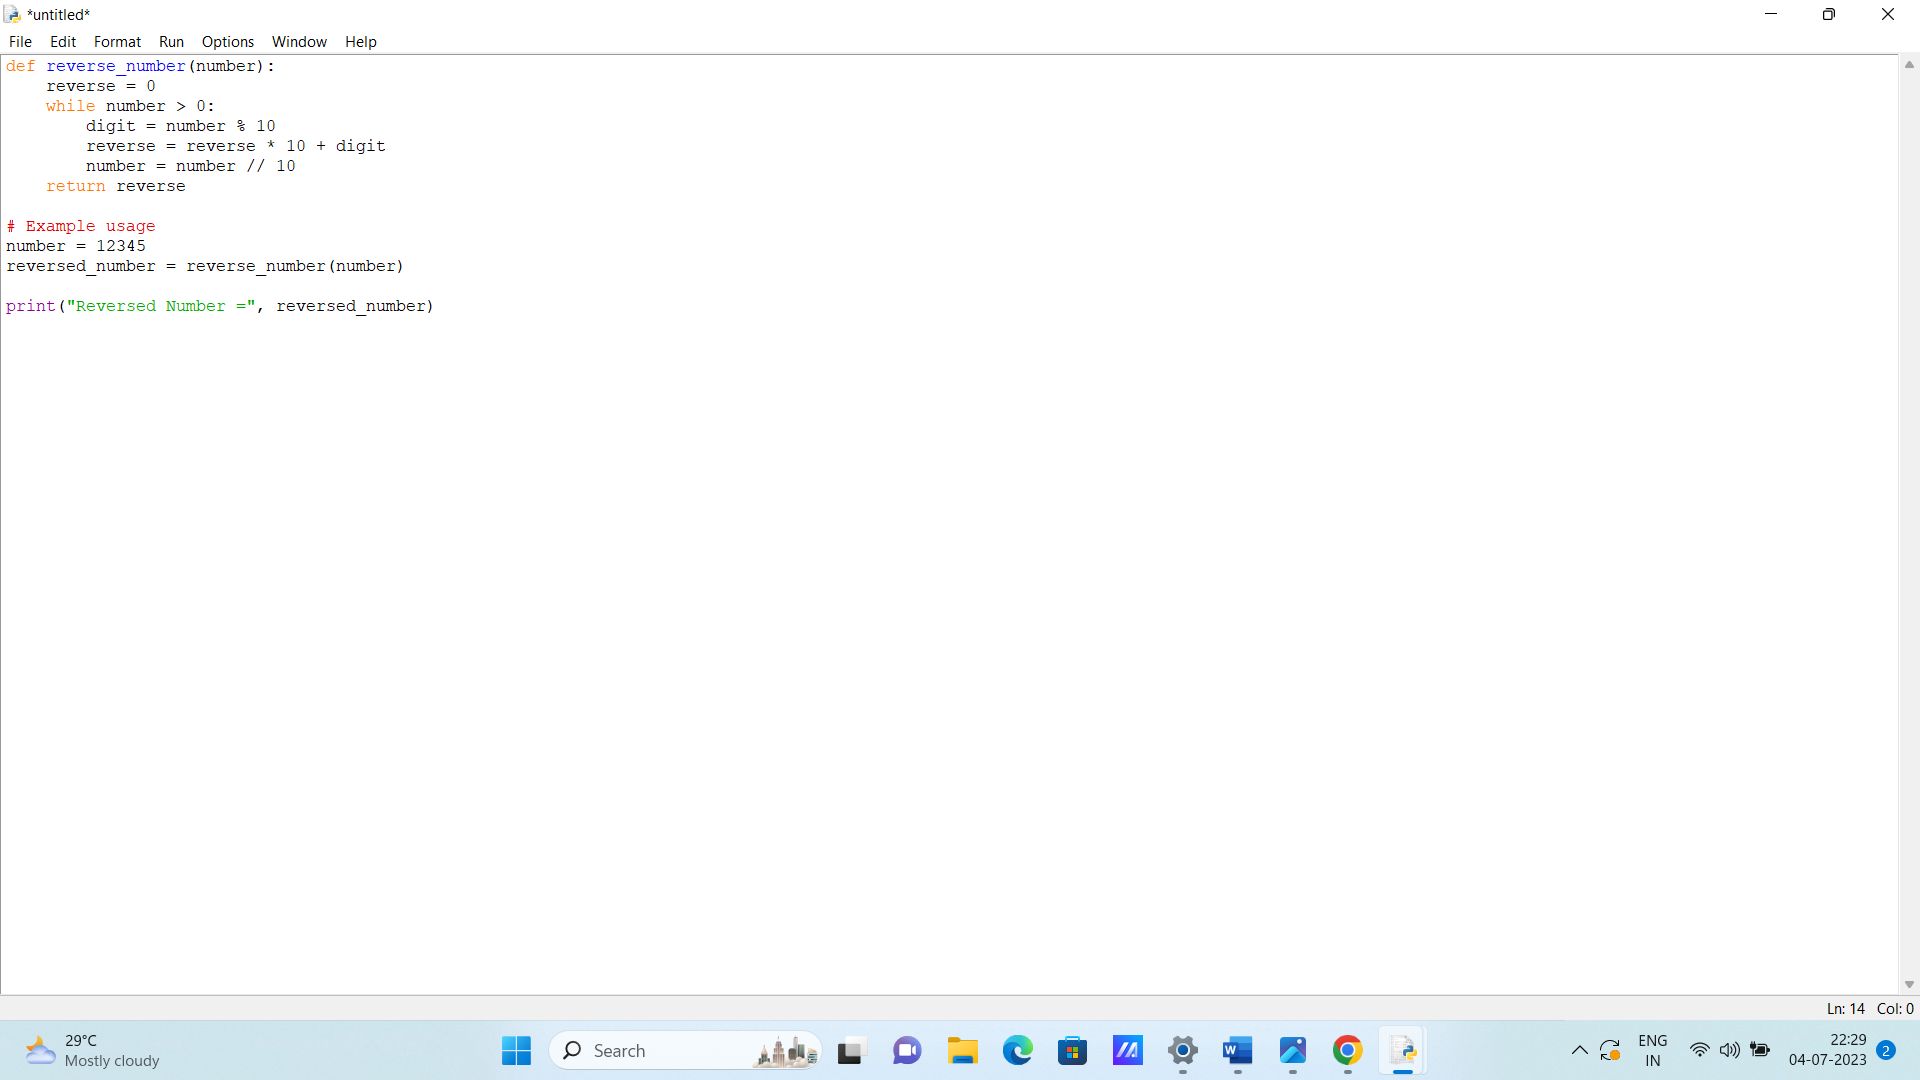 *untitled*
File Edit Format Run Options Window Help
def reverse_number(number):
    reverse = 0
    while number > 0:
        digit = number % 10
        reverse = reverse * 10 + digit
        number = number // 10
    return reverse

# Example usage
number = 12345
reversed_number = reverse_number(number)

print("Reversed Number =", reversed_number)
Ln: 14 Col: 0
29°C
Mostly cloudy
Search
W
ENG
IN
22:29
04-07-2023
2